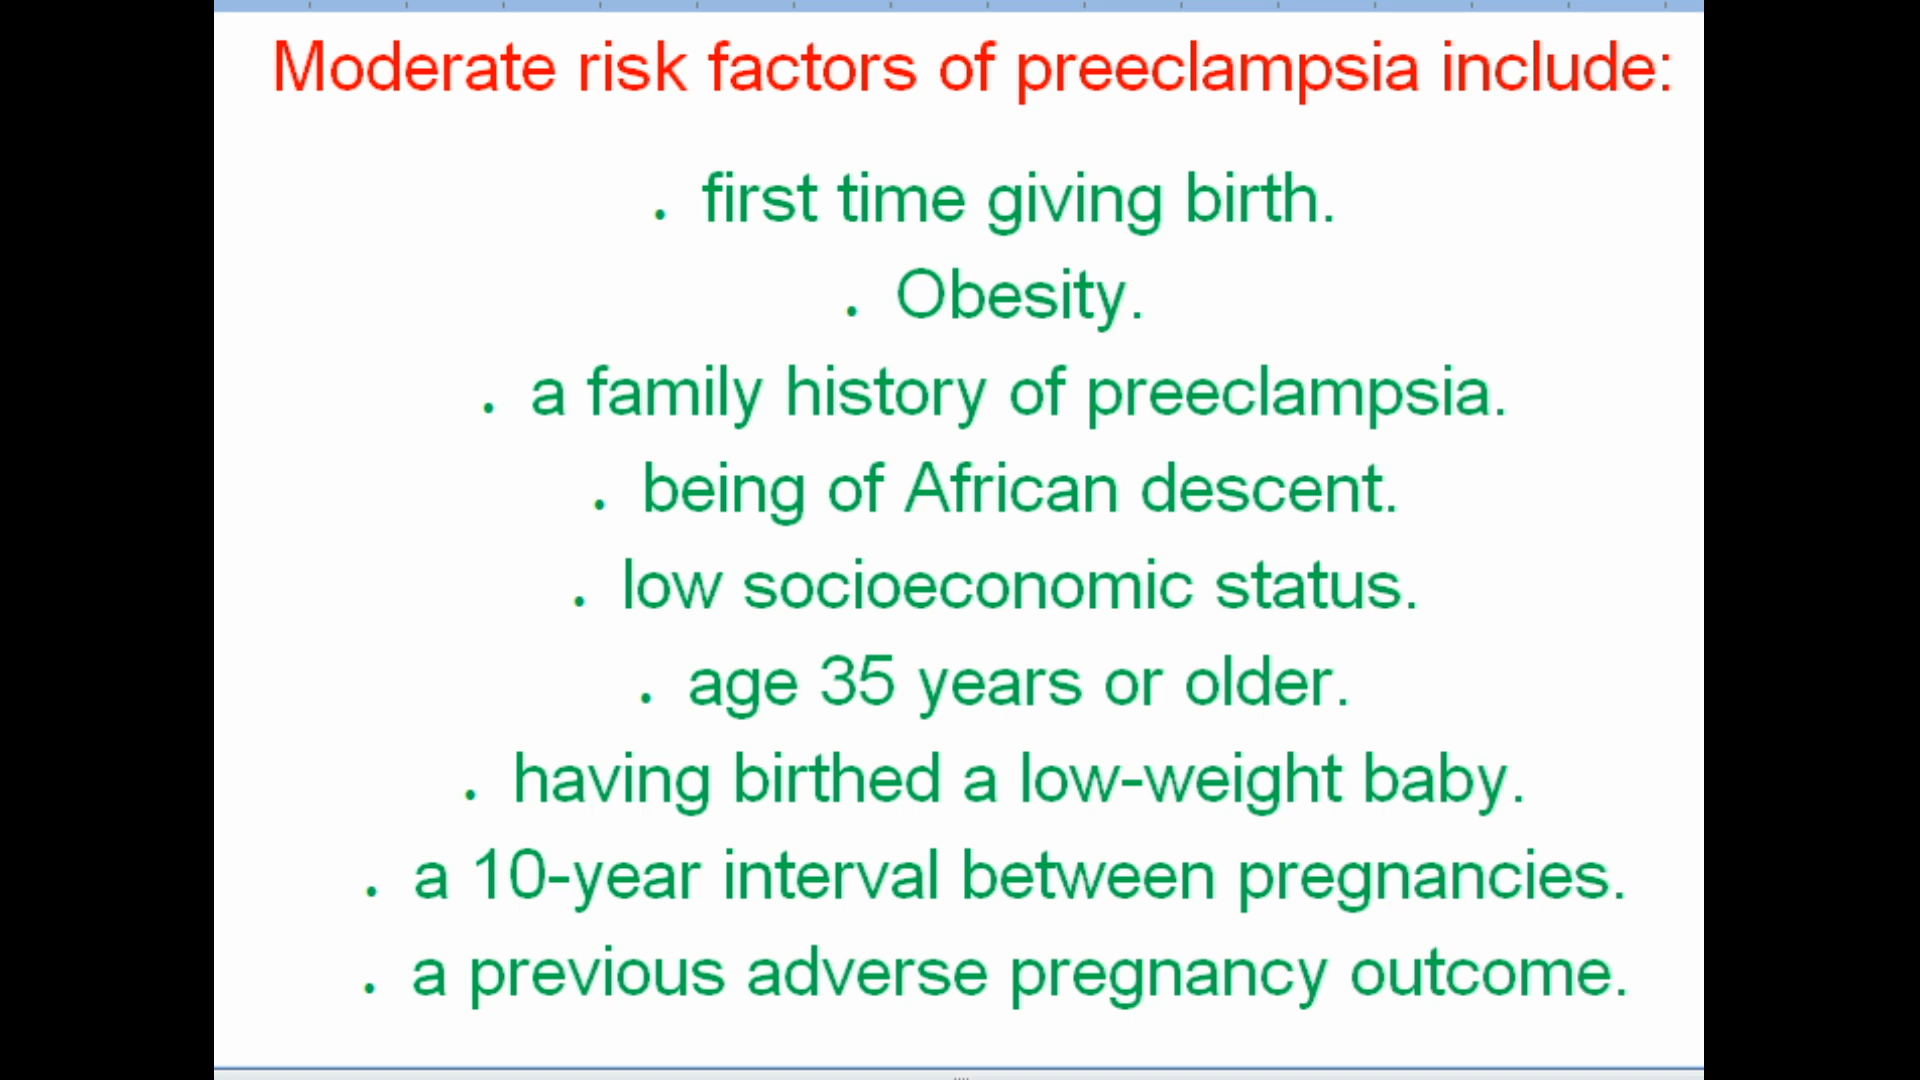 Moderate risk factors of preeclampsia include:
. first time giving birth.
. Obesity.
. a family history of preeclampsia.
. being of African descent.
. low socioeconomic status.
. age 35 years or older.
. having birthed a low-weight baby.
. a 10-year interval between pregnancies.
. a previous adverse pregnancy outcome.